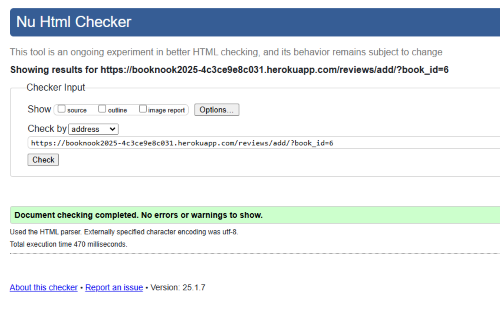 Nu Html Checker
This tool is an ongoing experiment in better HTML checking, and its behavior remains subject to change
Showing results for https://booknook2025-4c3ce9e8c031.herokuapp.com/reviews/add/?book_id=6
Checker Input
Show source outline image report Options...
Check by address
https://booknook2025-4c3ce9e8c031.herokuapp.com/reviews/add/?book_id=6
Check
Document checking completed. No errors or warnings to show.
Used the HTML parser. Externally specified character encoding was utf-8.
Total execution time 470 milliseconds.
About this checker • Report an issue • Version: 25.1.7